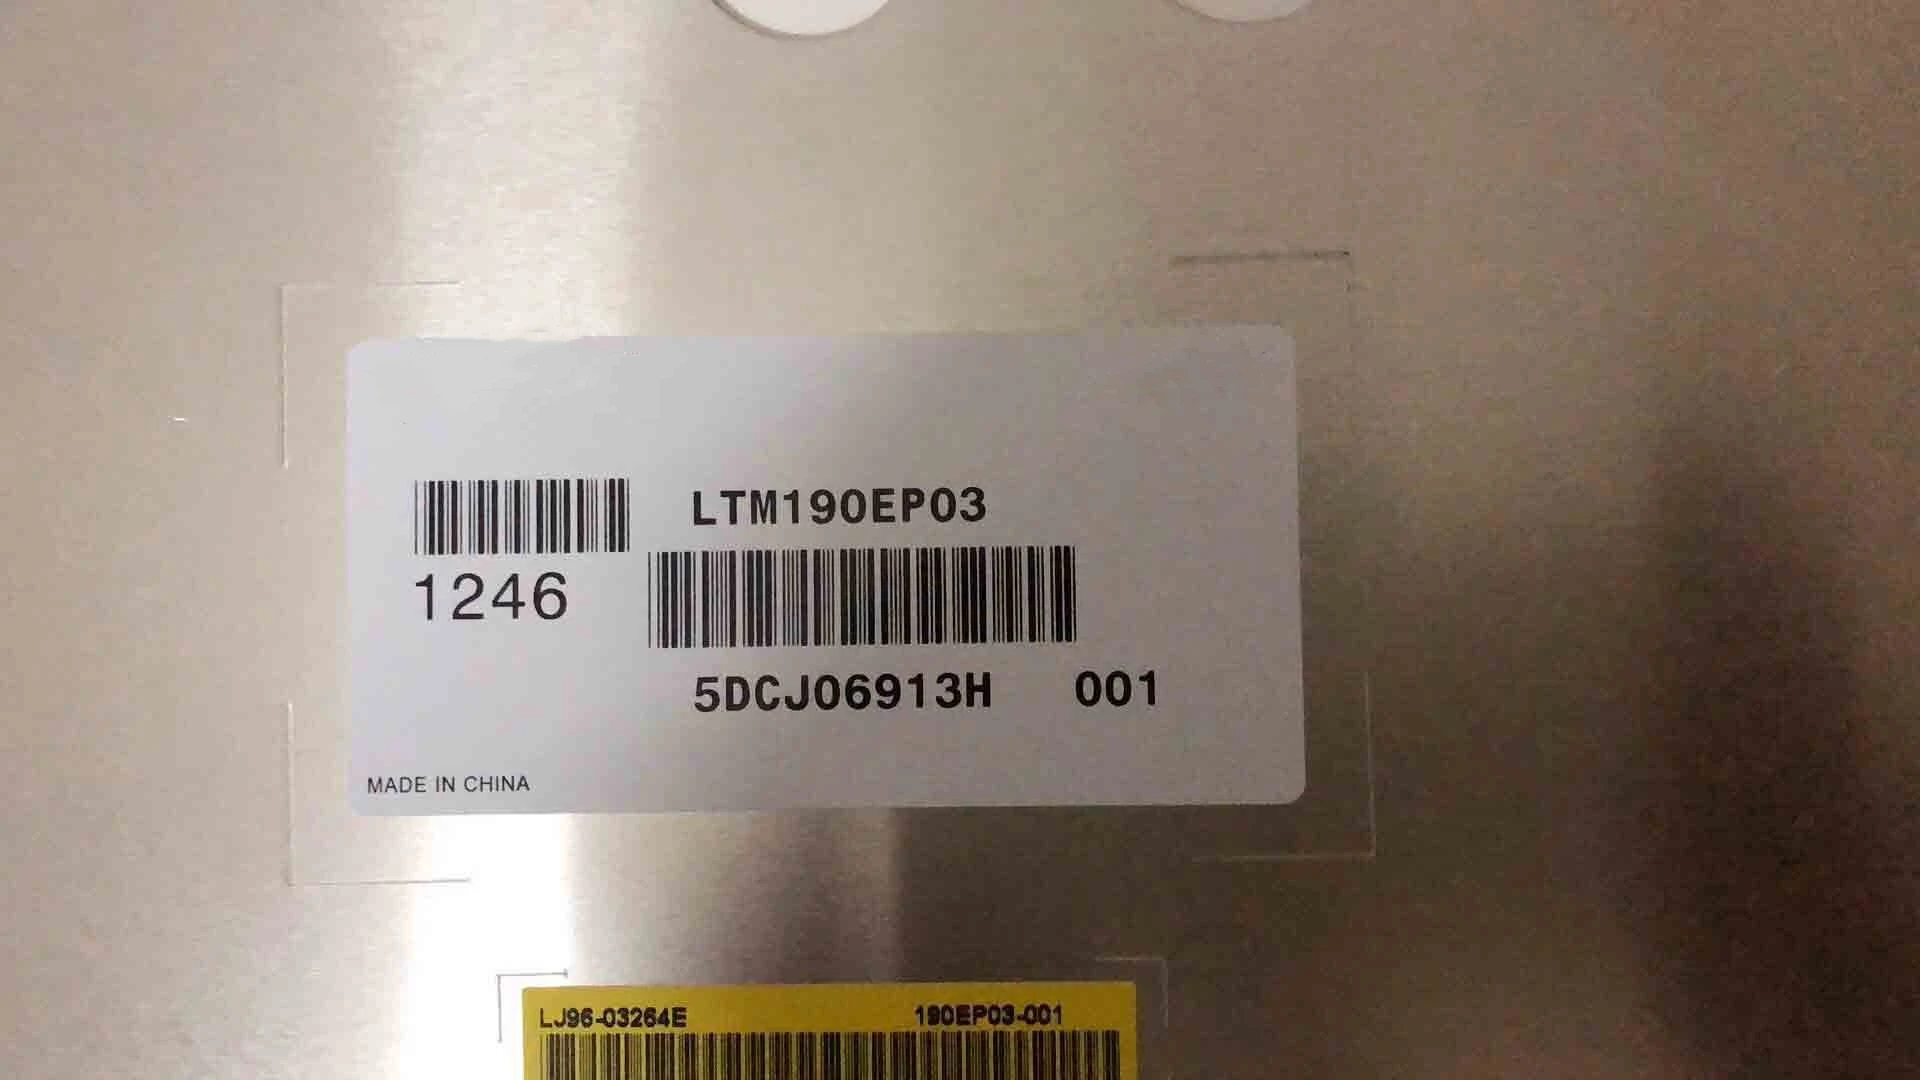 LTM190EP03
1246
5DCJ06913H 001
MADE IN CHINA
LJ96-03264E 190EP03-001